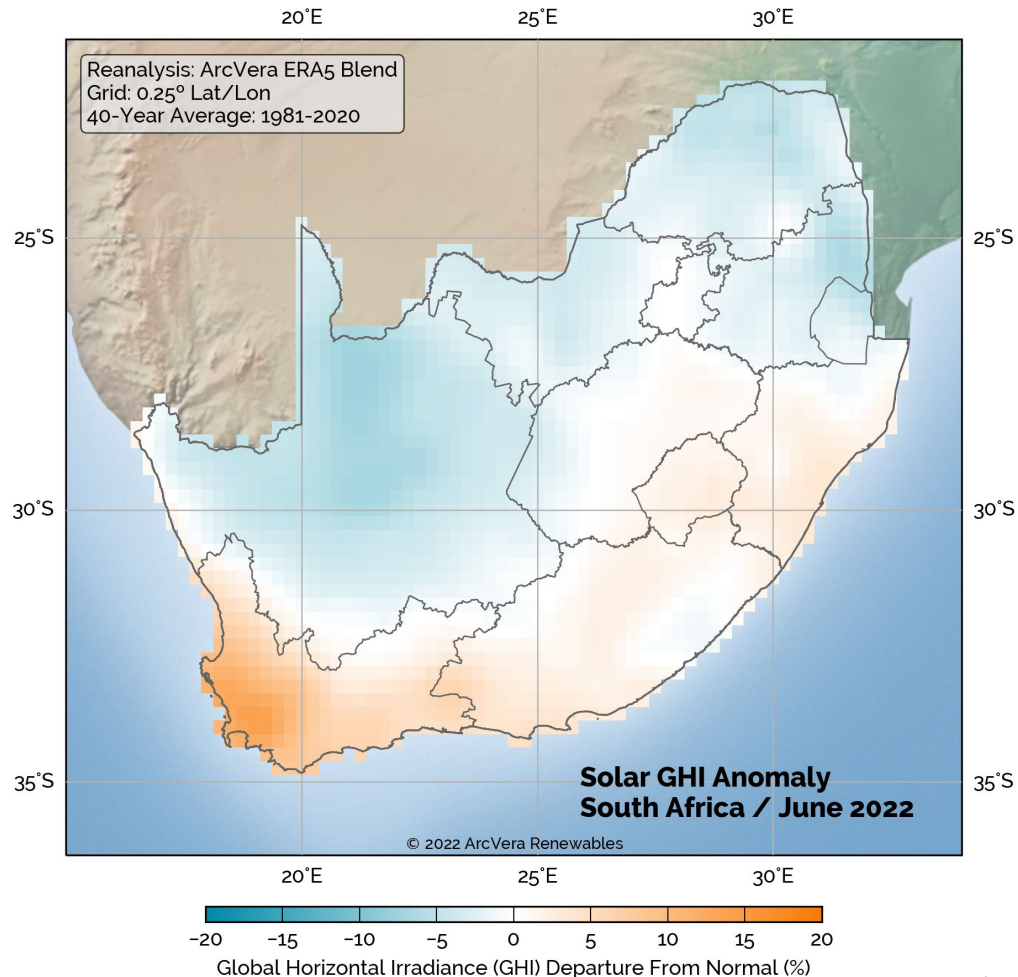 20°E 25°E 30°E
Reanalysis: ArcVera ERA5 Blend
Grid: 0.25º Lat/Lon
40-Year Average: 1981-2020
25°S 25°S
30°S 30°S
Solar GHI Anomaly
35°S 35°S
South Africa / June 2022
© 2022 ArcVera Renewables
20°E 25°E 30°E
−20 −15 −10 −5 0 5 10 15 20
Global Horizontal Irradiance (GHI) Departure From Normal (%)